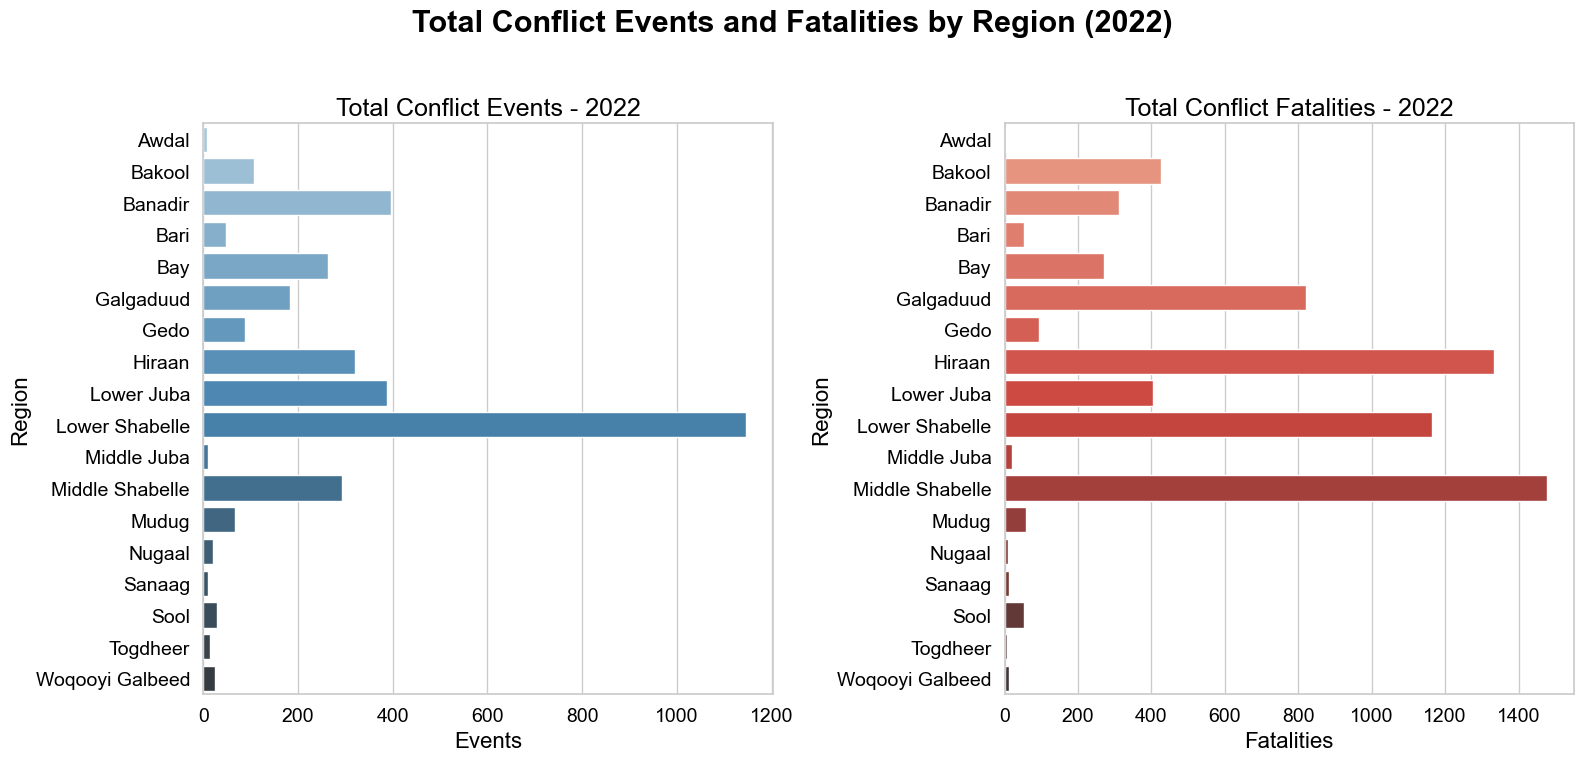 Total Conflict Events and Fatalities by Region (2022)
Total Conflict Events - 2022
Region
Awdal
Bakool
Banadir
Bari
Bay
Galgaduud
Gedo
Hiraan
Lower Juba
Lower Shabelle
Middle Juba
Middle Shabelle
Mudug
Nugaal
Sanaag
Sool
Togdheer
Woqooyi Galbeed
0 200 400 600 800 1000 1200
Events
Total Conflict Fatalities - 2022
Region
Awdal
Bakool
Banadir
Bari
Bay
Galgaduud
Gedo
Hiraan
Lower Juba
Lower Shabelle
Middle Juba
Middle Shabelle
Mudug
Nugaal
Sanaag
Sool
Togdheer
Woqooyi Galbeed
0 200 400 600 800 1000 1200 1400
Fatalities